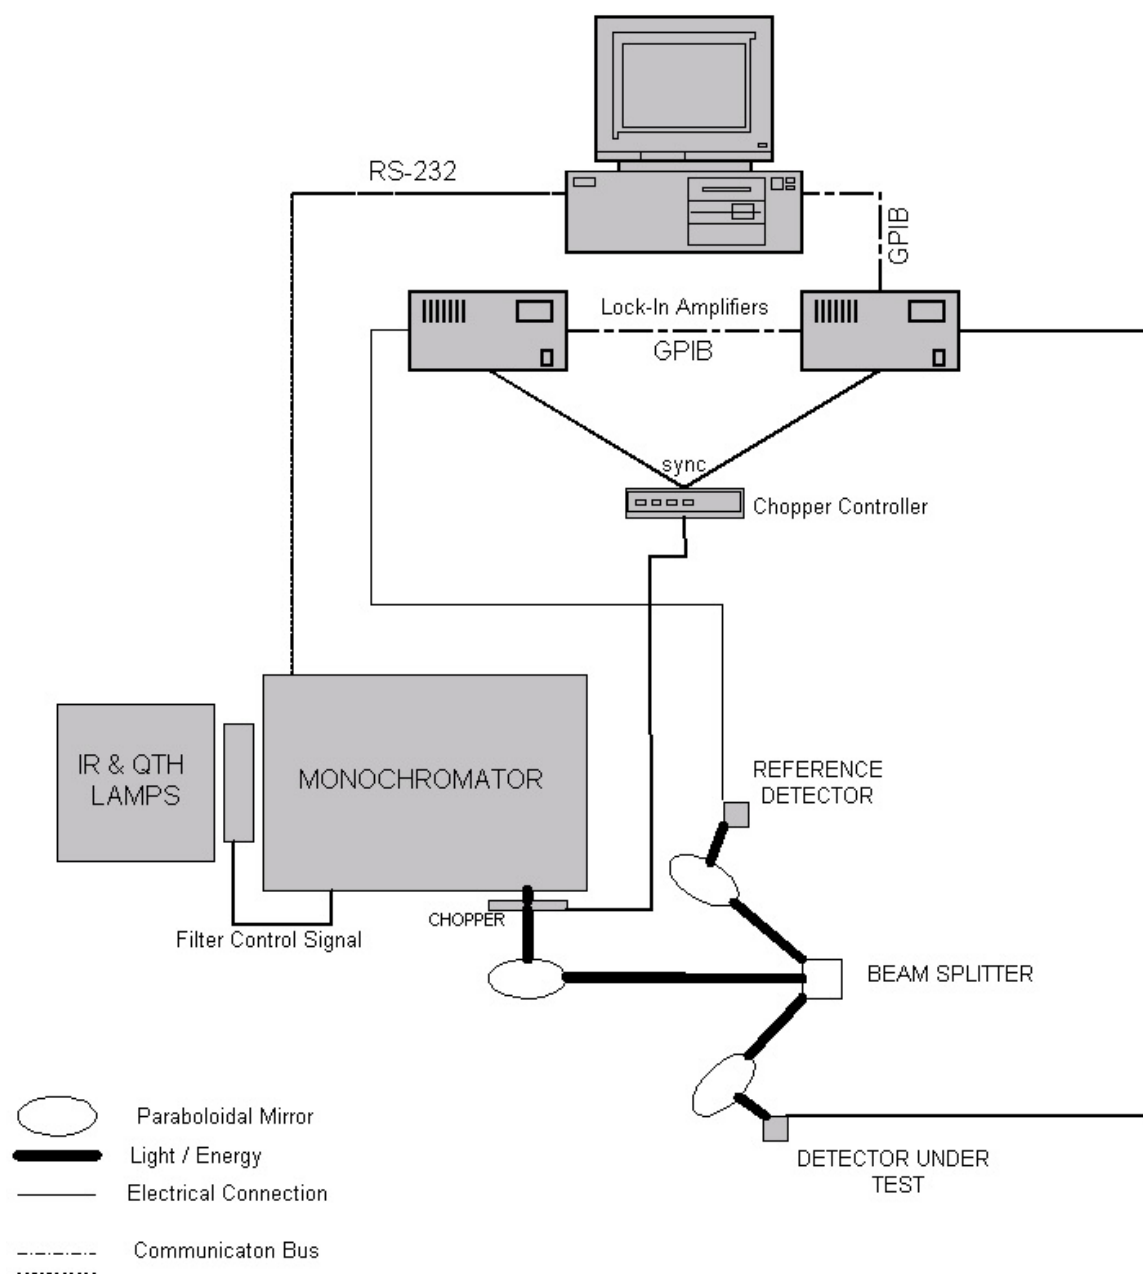 RS-232
GPIB
Lock-In Amplifiers
GPIB
sync
Chopper Controller
IR & QTH
LAMPS
MONOCHROMATOR
REFERENCE
DETECTOR
CHOPPER
Filter Control Signal
BEAM SPLITTER
Paraboloidal Mirror
Light / Energy
DETECTOR UNDER
TEST
Electrical Connection
Communicaton Bus